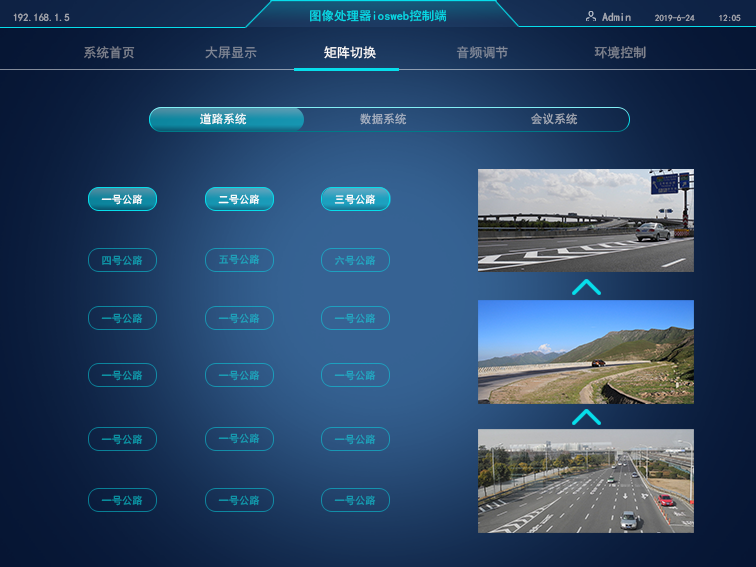 192.168.1.5
图像处理器iosweb控制端
Admin 2019-6-24 12:05
系统首页 大屏显示 矩阵切换 音频调节 环境控制
道路系统 数据系统 会议系统
一号公路 二号公路 三号公路
四号公路 五号公路 六号公路
一号公路 一号公路 一号公路
一号公路 一号公路 一号公路
一号公路 一号公路 一号公路
一号公路 一号公路 一号公路